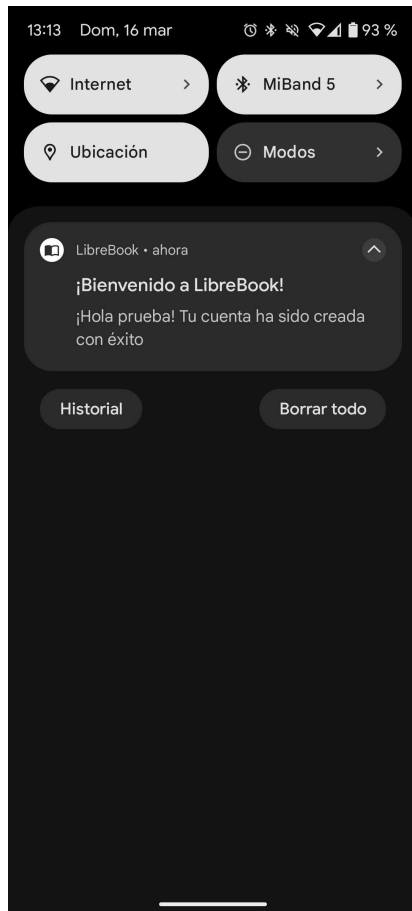 13:13 Dom, 16 mar 93 %
Internet MiBand 5
Ubicación Modos
LibreBook • ahora
¡Bienvenido a LibreBook!
¡Hola prueba! Tu cuenta ha sido creada
con éxito
Historial Borrar todo